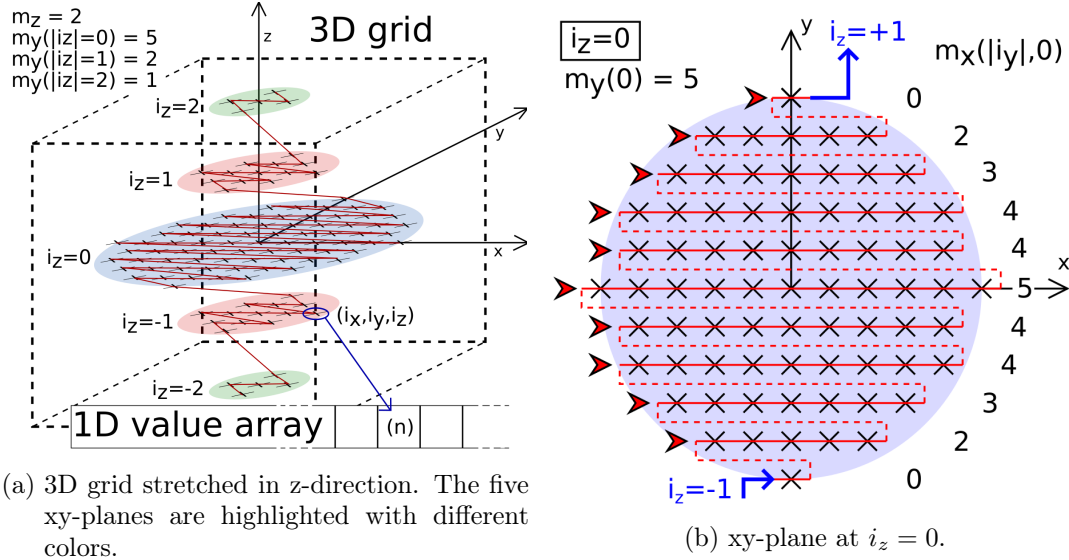 m_z = 2
m_y(|iz|=0) = 5
m_y(|iz|=1) = 2
m_y(|iz|=2) = 1
z
3D grid
y
x
i_z=2
i_z=1
i_z=0
i_z=-1
i_z=-2
(i_x,i_y,i_z)
1D value array
(n)
(a) 3D grid stretched in z-direction. The five
xy-planes are highlighted with different
colors.
i_z=0
m_y(0) = 5
y
i_z=+1
m_x(|i_y|,0)
0
2
3
4
4
x
5
4
4
3
2
0
i_z=-1
(b) xy-plane at i_z = 0.